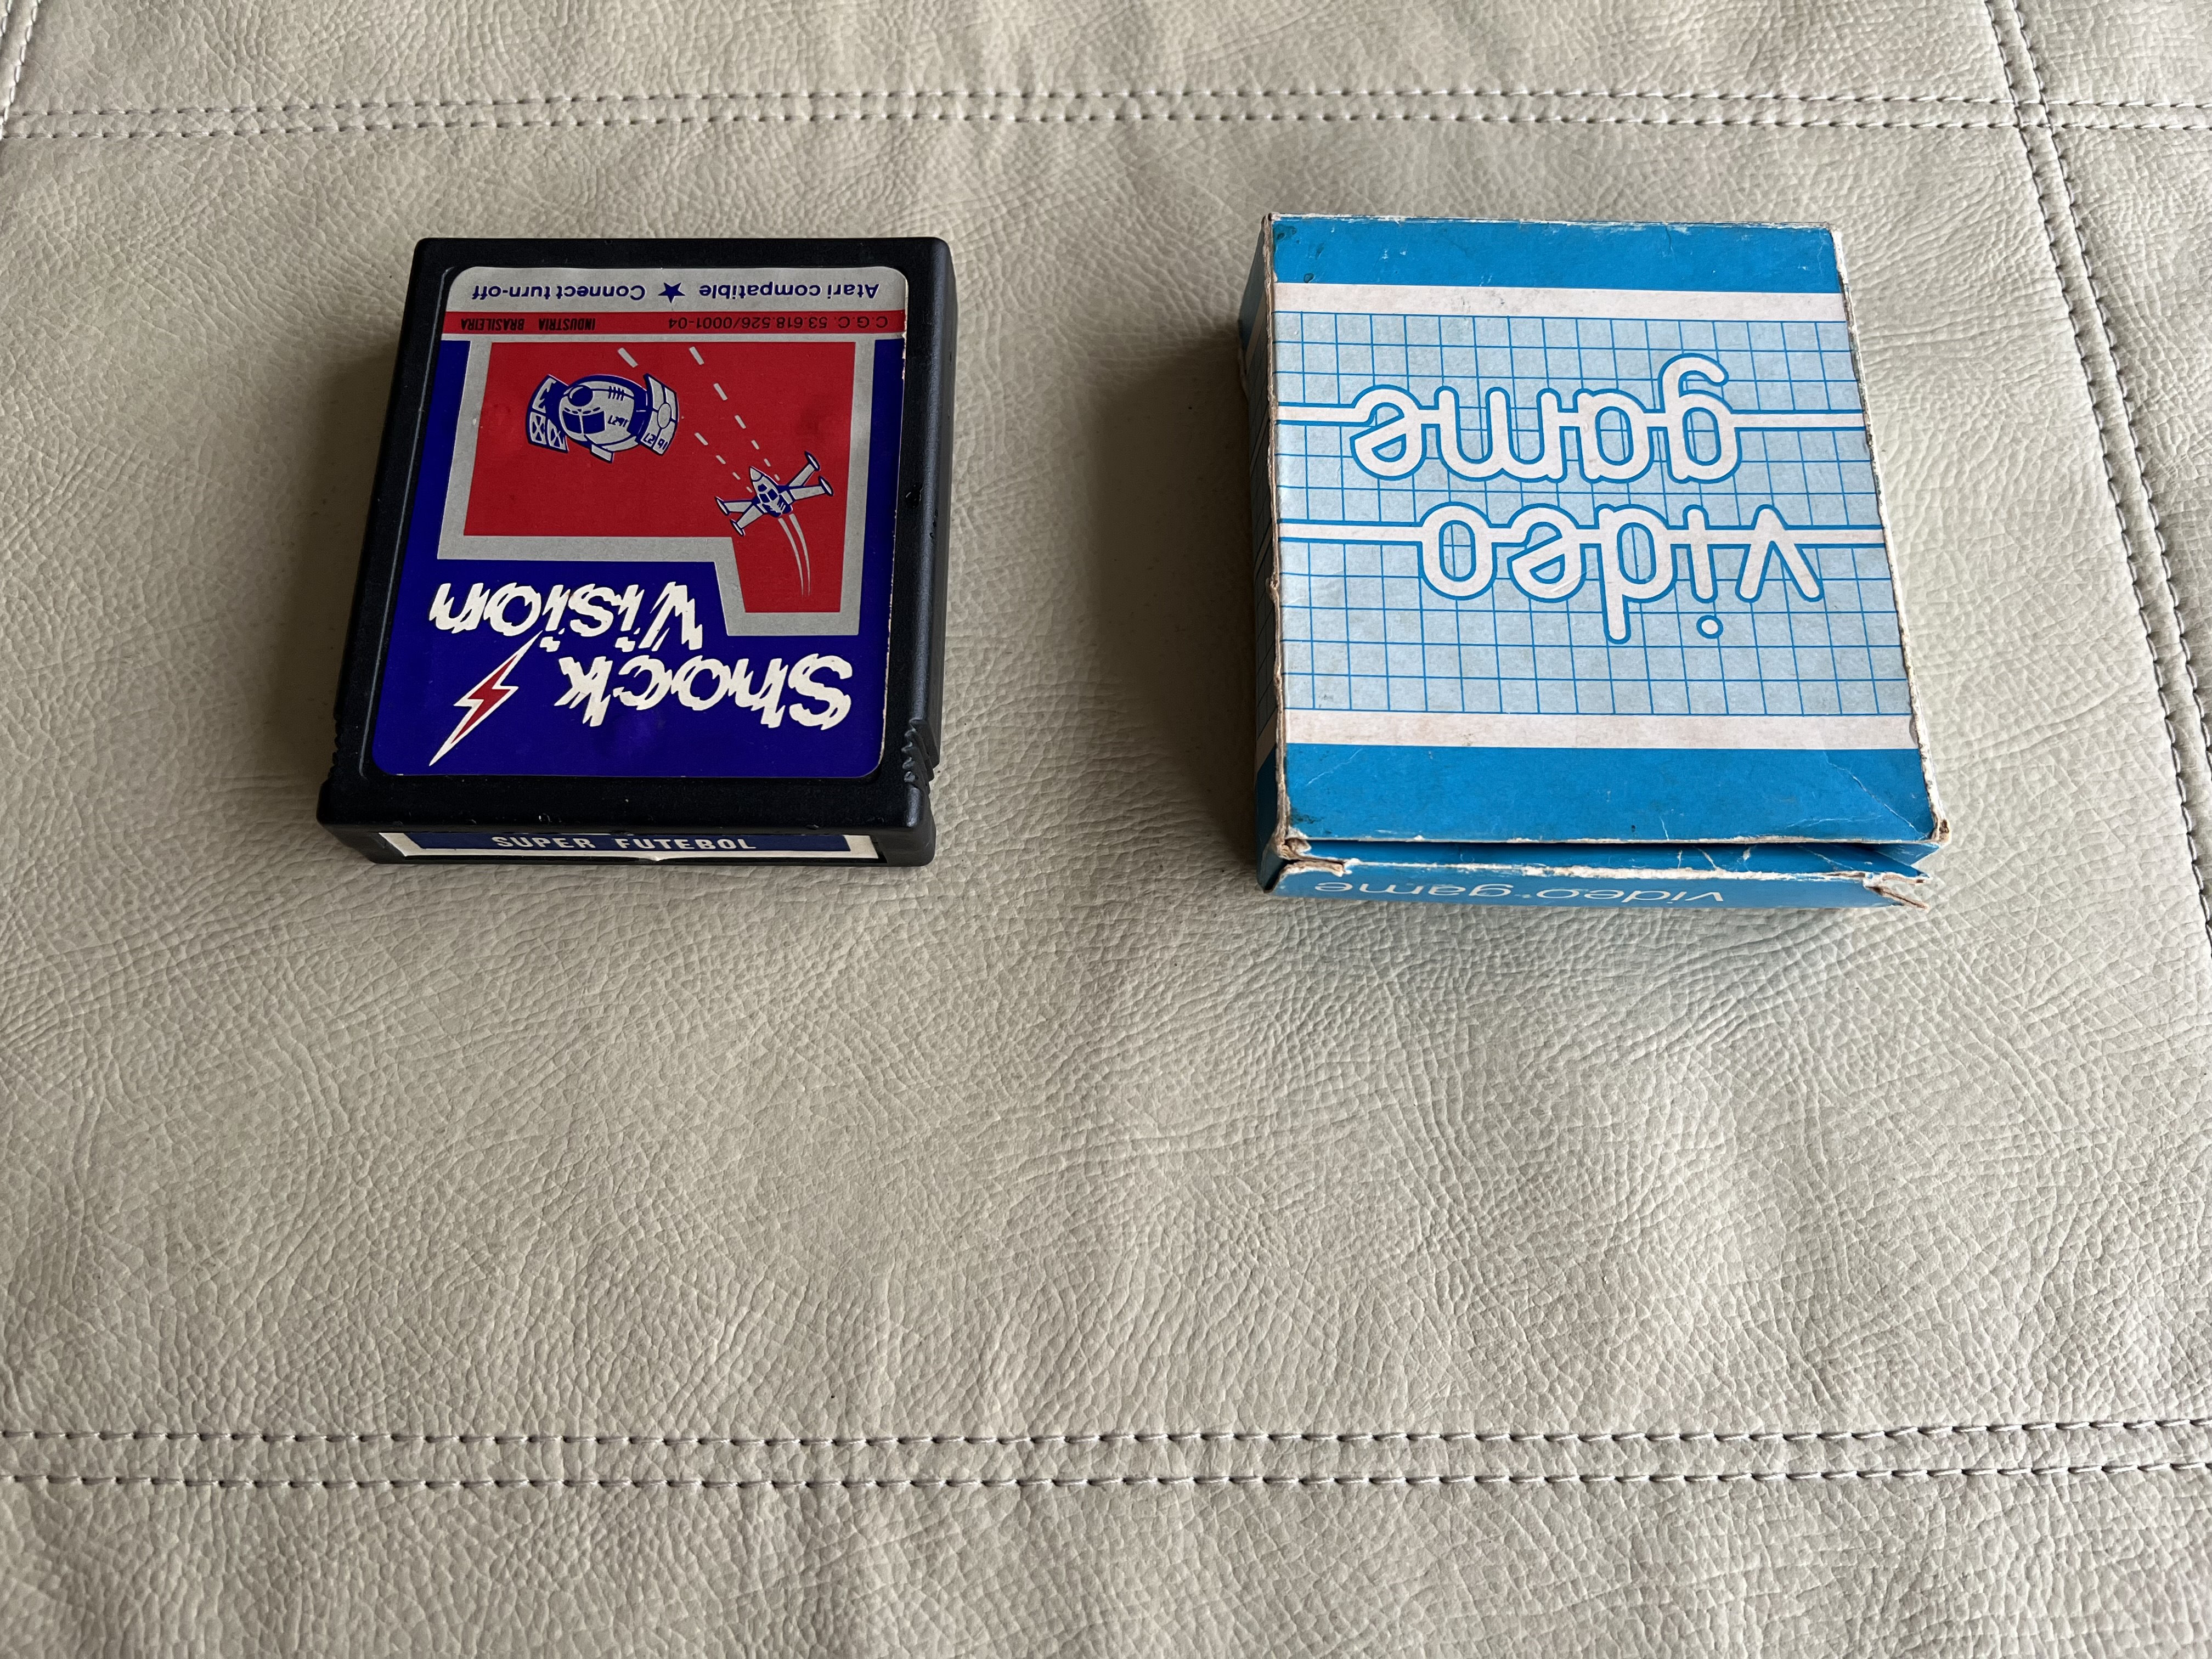 Shock
Vision
C.G.C. 53.618.526/0001-04 INDUSTRIA BRASILEIRA
Atari compatible ★ Connect turn-off
SUPER FUTEBOL
video
game
video game